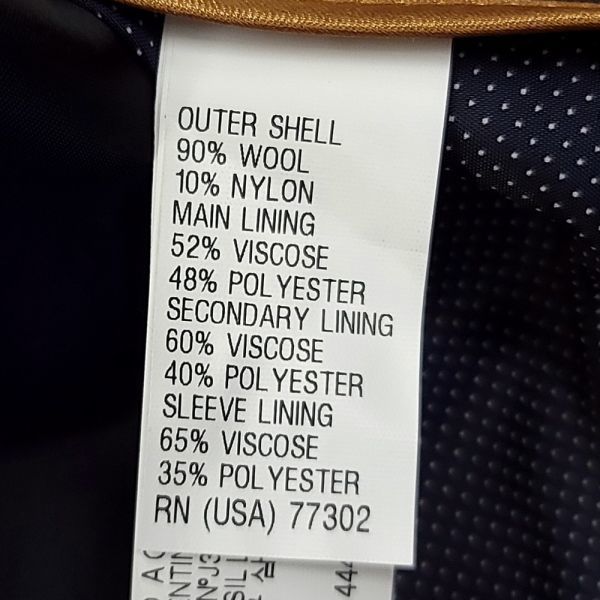 OUTER SHELL
90% WOOL
10% NYLON
MAIN LINING
52% VISCOSE
48% POLYESTER
SECONDARY LINING
60% VISCOSE
40% POLYESTER
SLEEVE LINING
65% VISCOSE
35% POLYESTER
RN (USA) 77302